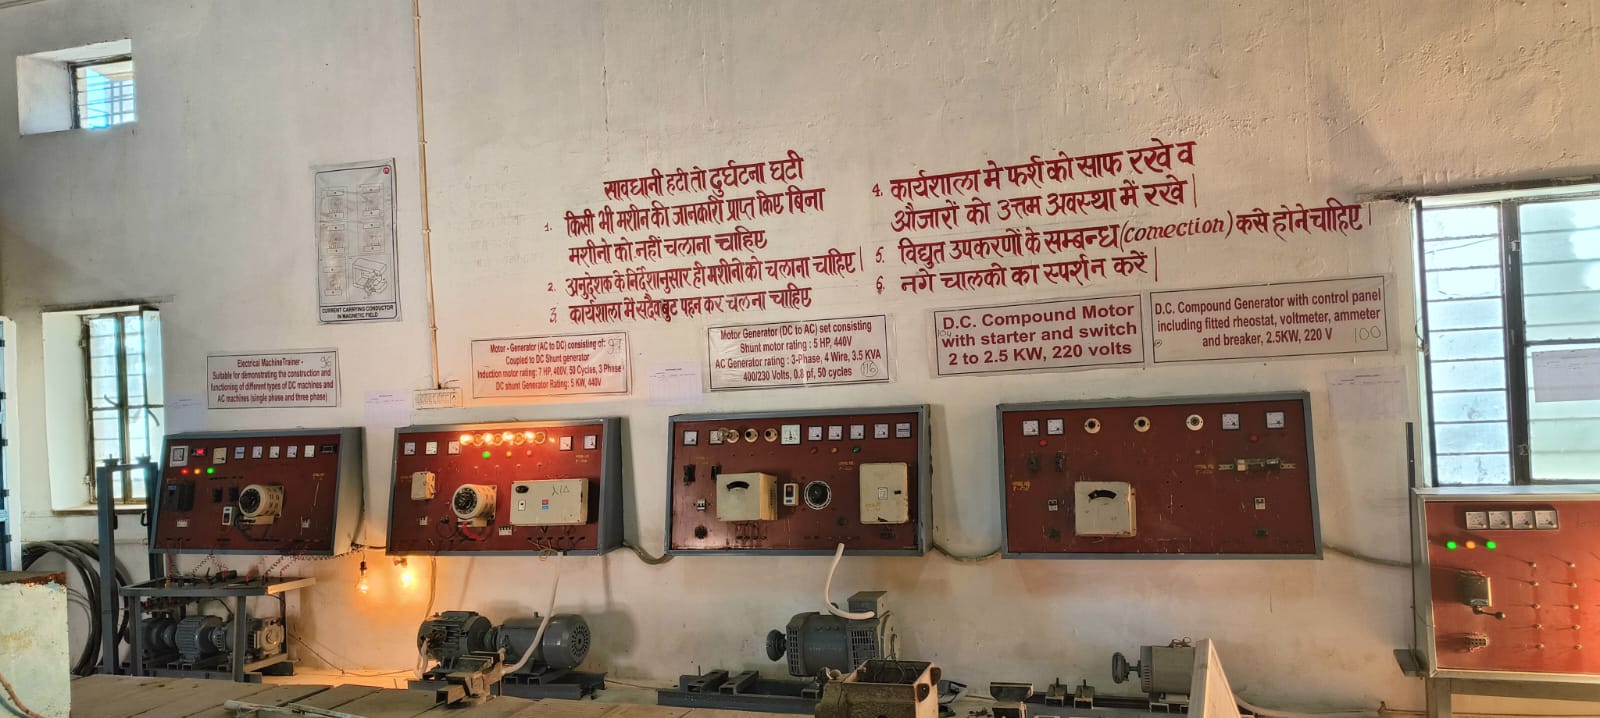 सावधानी हटी तो दुर्घटना घटी
1. किसी भी मशीन की जानकारी प्राप्त किए बिना
मशीनो को नहीं चलाना चाहिए
2. अनुदेशक के निर्देशानुसार ही मशीनो को चलाना चाहिए|
3. कार्यशाला में सदैव बुट पहन कर चलना चाहिए
4. कार्यशाला मे फर्श को साफ रखे व
औजारों को उत्तम अवस्था में रखे|
5. विद्युत उपकरणों के सम्बन्ध (comection) कसे होने चाहिए|
6. नगे चालको का स्पर्श न करें|
CURRENT CARRYING CONDUCTOR
IN MAGNETIC FIELD
Electrical Machine Trainer - 96
Suitable for demonstrating the construction and
functioning of different types of DC machines and
AC machines (single phase and three phase)
Motor - Generator (AC to DC) consisting of: 97
Coupled to DC Shunt generator
Induction motor rating: 7 HP, 400V, 50 Cycles, 3 Phase
DC shunt Generator Rating: 5 KW, 440V
Motor Generator (DC to AC) set consisting
Shunt motor rating : 5 HP, 440V
AC Generator rating : 3-Phase, 4 Wire, 3.5 KVA
400/230 Volts, 0.8 pf, 50 cycles 116
104
D.C. Compound Motor
with starter and switch
2 to 2.5 KW, 220 volts
D.C. Compound Generator with control panel
including fitted rheostat, voltmeter, ammeter
and breaker, 2.5KW, 220 V 100